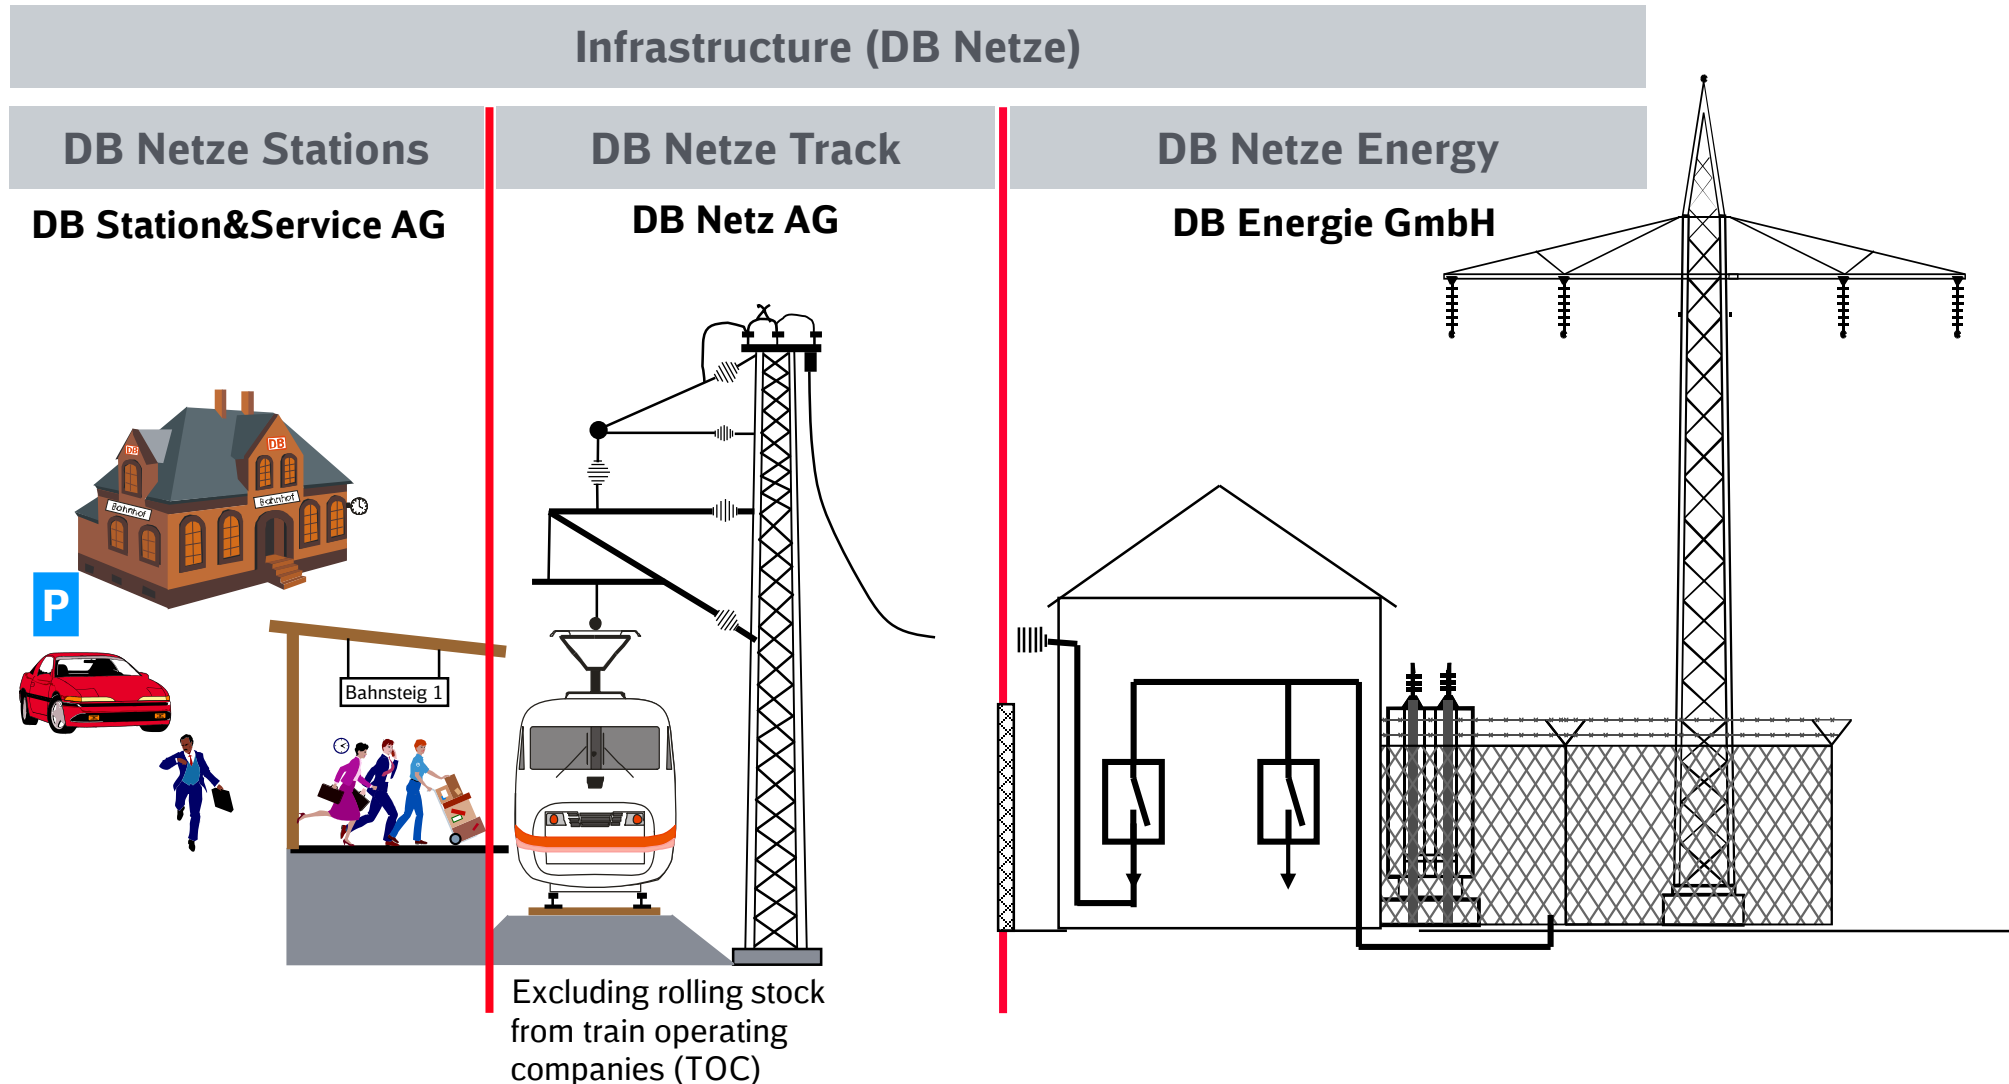 Infrastructure (DB Netze)
DB Netze Stations
DB Netze Track
DB Netze Energy
DB Station&Service AG
DB Netz AG
DB Energie GmbH
DB
DB
Bahnhof
Bahnhof
P
Bahnsteig 1
Excluding rolling stock
from train operating
companies (TOC)